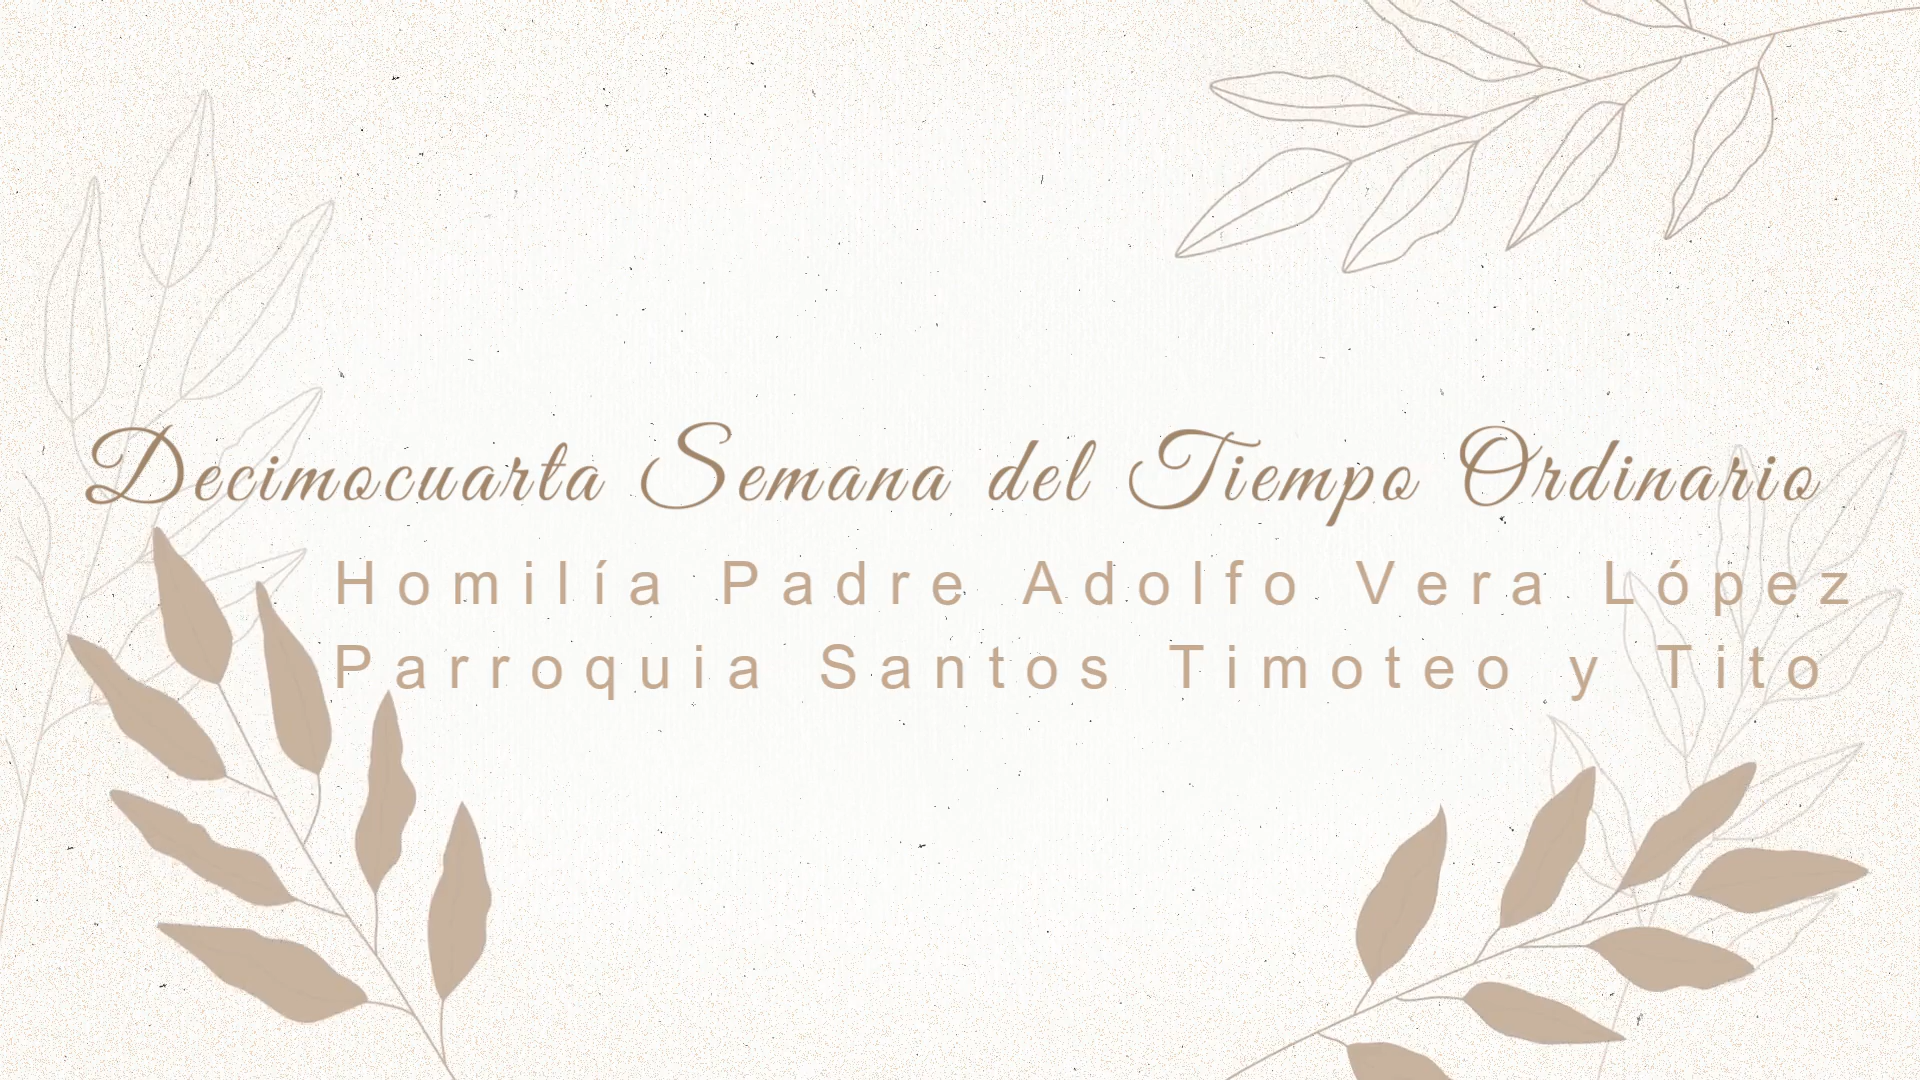 Decimocuarta Semana del Tiempo Ordinario
Homilía Padre Adolfo Vera López
Parroquia Santos Timoteo y Tito